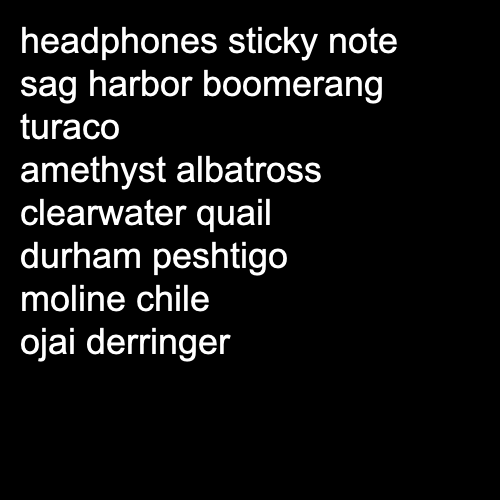 headphones sticky note
sag harbor boomerang
turaco
amethyst albatross
clearwater quail
durham peshtigo
moline chile
ojai derringer